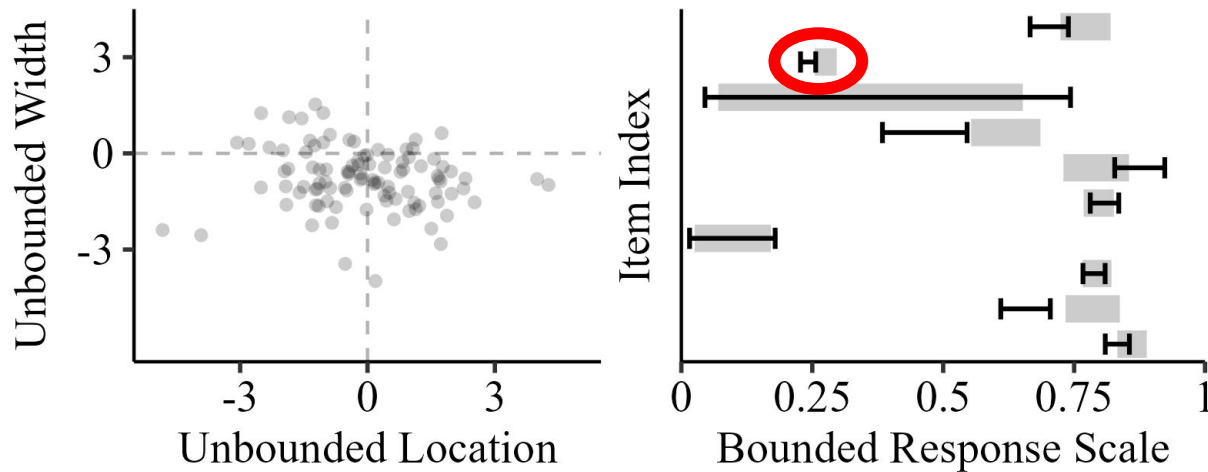 Unbounded Width
3
0
-3
-3
0
3
Unbounded Location
Item Index
0
0.25
0.5
0.75
1
Bounded Response Scale